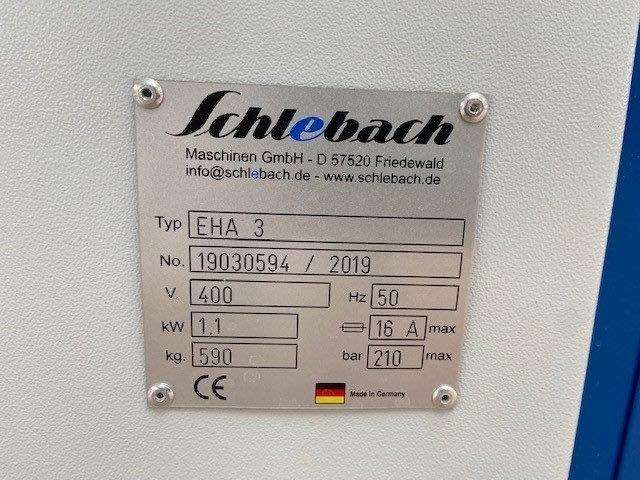 Schlebach
Maschinen GmbH - D 57520 Friedewald
info@schlebach.de - www.schlebach.de
Typ EHA 3
No. 19030594 / 2019
V. 400 Hz 50
kW 1,1 16 A max
kg. 590 bar 210 max
CE Made in Germany